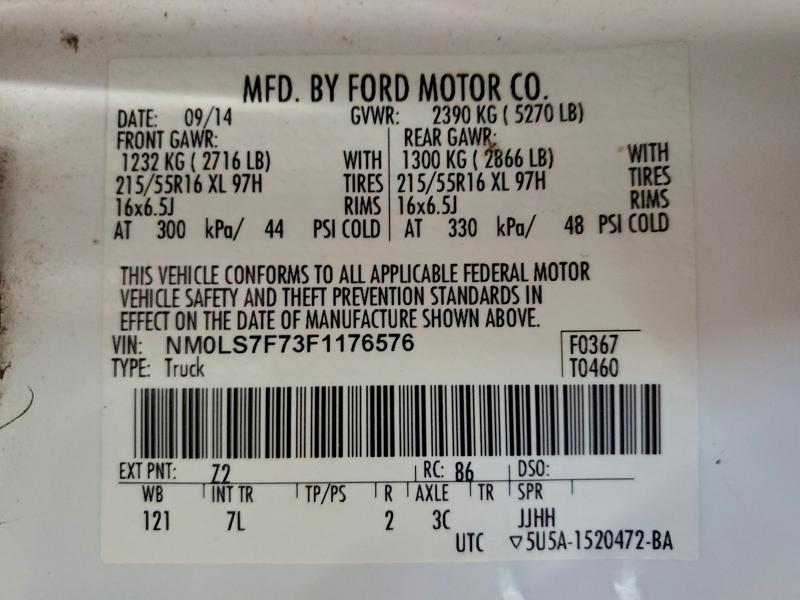 MFD. BY FORD MOTOR CO.
DATE: 09/14 GVWR: 2390 KG ( 5270 LB)
FRONT GAWR: REAR GAWR:
1232 KG ( 2716 LB) WITH 1300 KG ( 2866 LB) WITH
215/55R16 XL 97H TIRES 215/55R16 XL 97H TIRES
16x6.5J RIMS 16x6.5J RIMS
AT 300 kPa/ 44 PSI COLD AT 330 kPa/ 48 PSI COLD
THIS VEHICLE CONFORMS TO ALL APPLICABLE FEDERAL MOTOR
VEHICLE SAFETY AND THEFT PREVENTION STANDARDS IN
EFFECT ON THE DATE OF MANUFACTURE SHOWN ABOVE.
VIN: NM0LS7F73F1176576 F0367
TYPE: Truck T0460
EXT PNT: Z2 RC: 86 DSO:
WB INT TR TP/PS R AXLE TR SPR
121 7L 2 3C JJHH
UTC ▽5U5A-1520472-BA